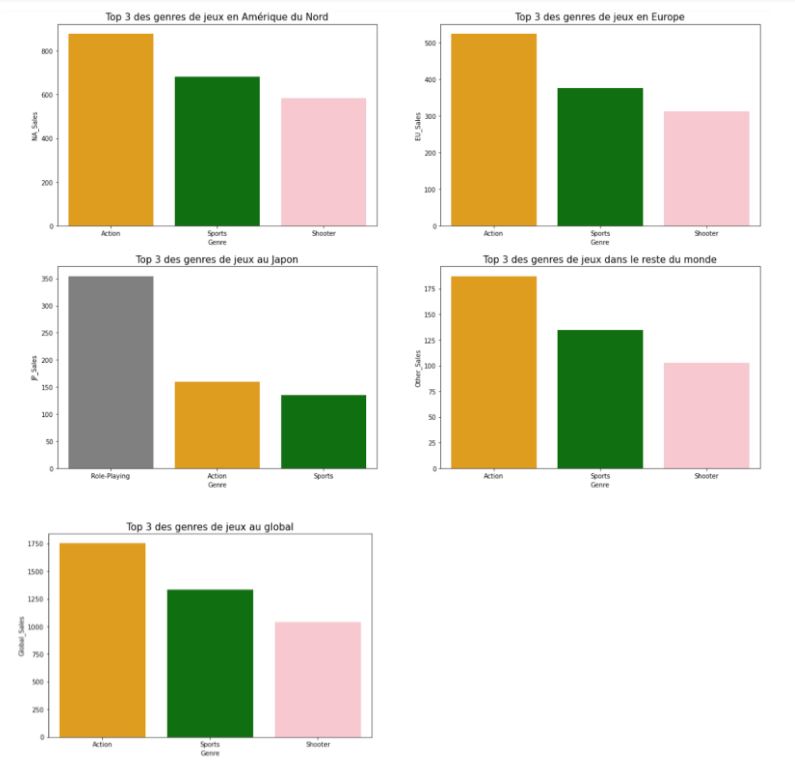 Top 3 des genres de jeux en Amérique du Nord
800
600
400
200
0
NA_Sales
Action Sports Shooter
Genre
Top 3 des genres de jeux en Europe
500
400
300
200
100
0
EU_Sales
Action Sports Shooter
Genre
Top 3 des genres de jeux au Japon
350
300
250
200
150
100
50
0
JP_Sales
Role-Playing Action Sports
Genre
Top 3 des genres de jeux dans le reste du monde
175
150
125
100
75
50
25
0
Other_Sales
Action Sports Shooter
Genre
Top 3 des genres de jeux au global
1750
1500
1250
1000
750
500
250
0
Global_Sales
Action Sports Shooter
Genre